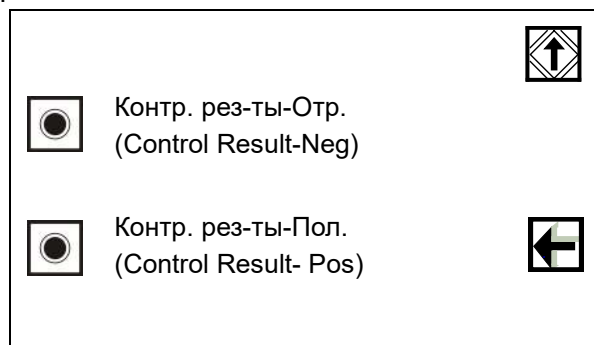 Контр. рез-ты-Отр.
(Control Result-Neg)
Контр. рез-ты-Пол.
(Control Result- Pos)